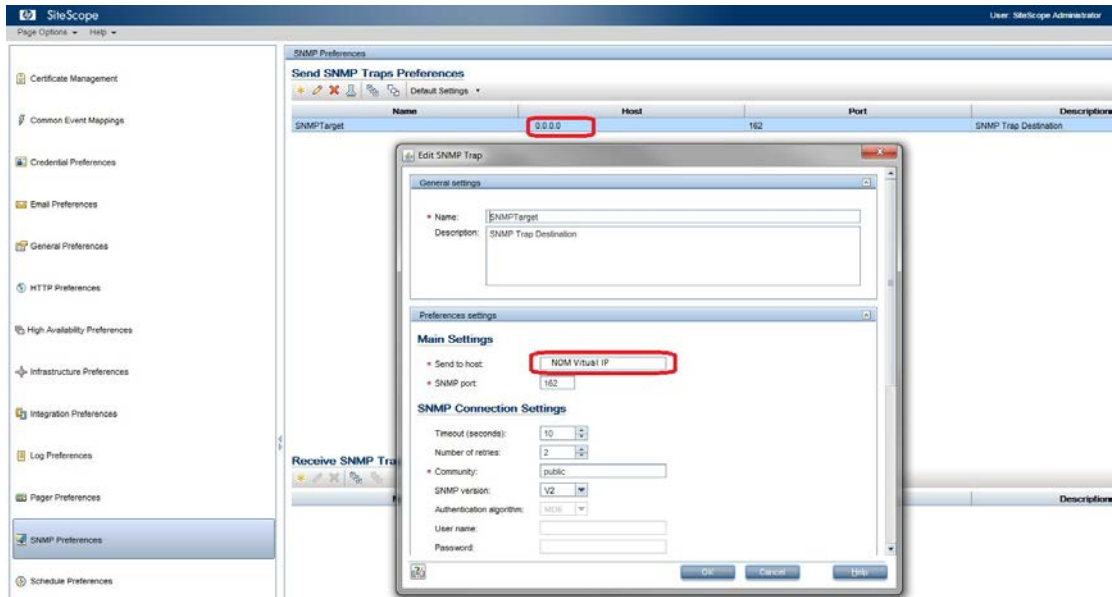 SiteScope
User: SiteScope Administrator
Page Options Help
SNMP Preferences
Send SNMP Traps Preferences
Default Settings
Name Host Port Description
SNMPTarget 0.0.0.0 162 SNMP Trap Destination
Certificate Management
Common Event Mappings
Credential Preferences
Email Preferences
General Preferences
HTTP Preferences
High Availability Preferences
Infrastructure Preferences
Integration Preferences
Log Preferences
Pager Preferences
SNMP Preferences
Schedule Preferences
Edit SNMP Trap
General settings
* Name: SNMPTarget
Description: SNMP Trap Destination
Preferences settings
Main Settings
* Send to host: NOM Vitual IP
* SNMP port: 162
SNMP Connection Settings
Timeout (seconds): 10
Number of retries: 2
* Community: public
SNMP version: V2
Authentication algorithm: MD5
User name:
Password:
OK Cancel Help
Receive SNMP Tra
Description